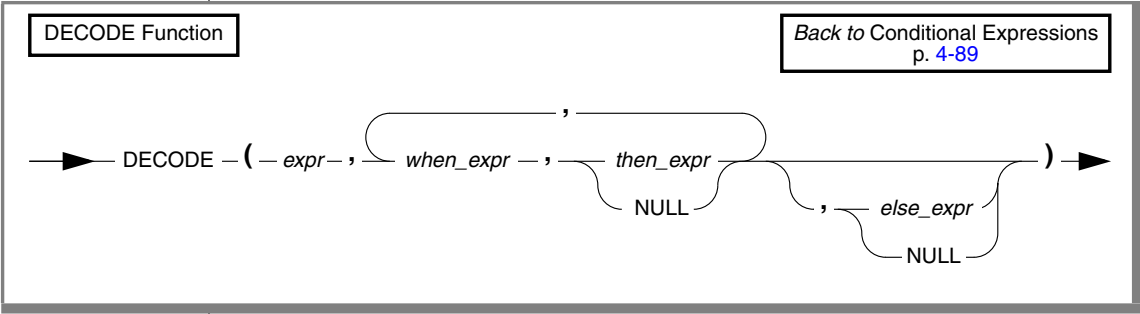 DECODE Function
Back to Conditional Expressions
p. 4-89
,
DECODE ( expr , when_expr , then_expr )
NULL
, else_expr
NULL